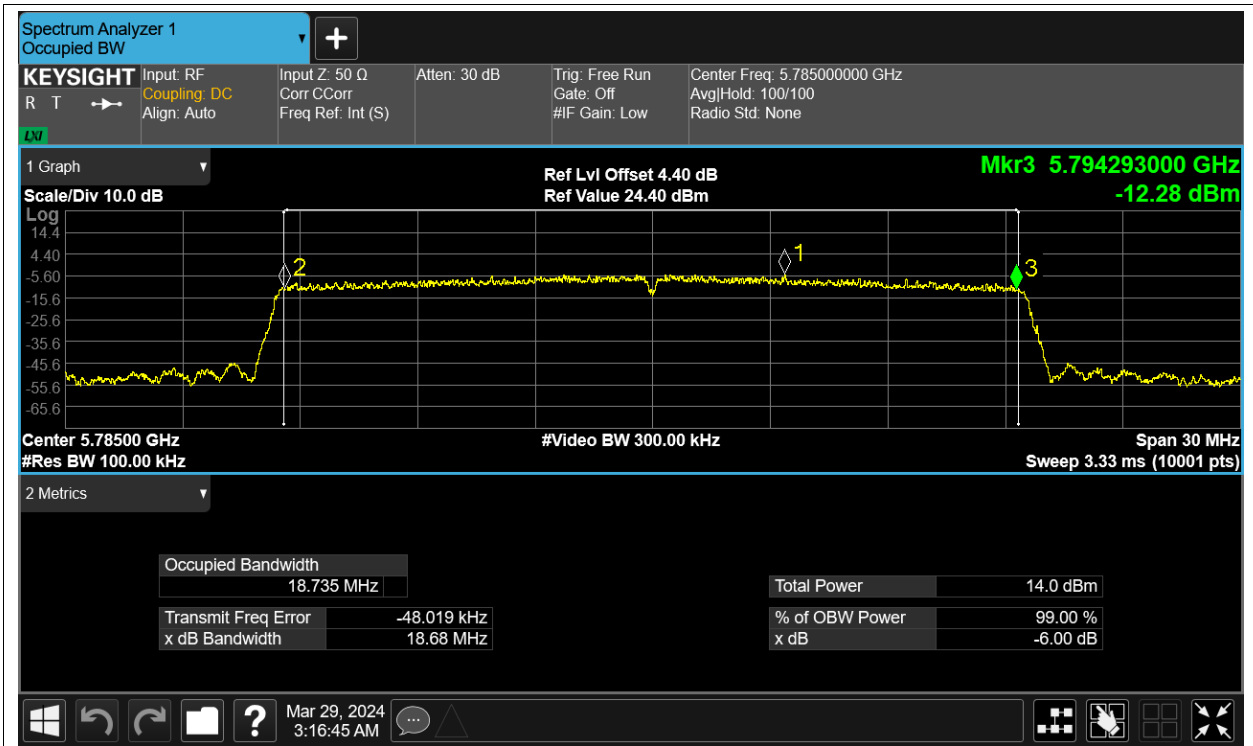 Spectrum Analyzer 1
Occupied BW
KEYSIGHT
R T
LXI
Input: RF
Coupling: DC
Align: Auto
Input Z: 50 Ω
Corr CCorr
Freq Ref: Int (S)
Atten: 30 dB
Trig: Free Run
Gate: Off
#IF Gain: Low
Center Freq: 5.785000000 GHz
Avg|Hold: 100/100
Radio Std: None
1 Graph
Scale/Div 10.0 dB
Ref Lvl Offset 4.40 dB
Ref Value 24.40 dBm
Mkr3 5.794293000 GHz
-12.28 dBm
Log
14.4
4.40
-5.60
-15.6
-25.6
-35.6
-45.6
-55.6
-65.6
2
1
3
Center 5.78500 GHz
#Res BW 100.00 kHz
#Video BW 300.00 kHz
Span 30 MHz
Sweep 3.33 ms (10001 pts)
2 Metrics
Occupied Bandwidth
18.735 MHz
Transmit Freq Error -48.019 kHz
x dB Bandwidth 18.68 MHz
Total Power 14.0 dBm
% of OBW Power 99.00 %
x dB -6.00 dB
?
Mar 29, 2024
3:16:45 AM